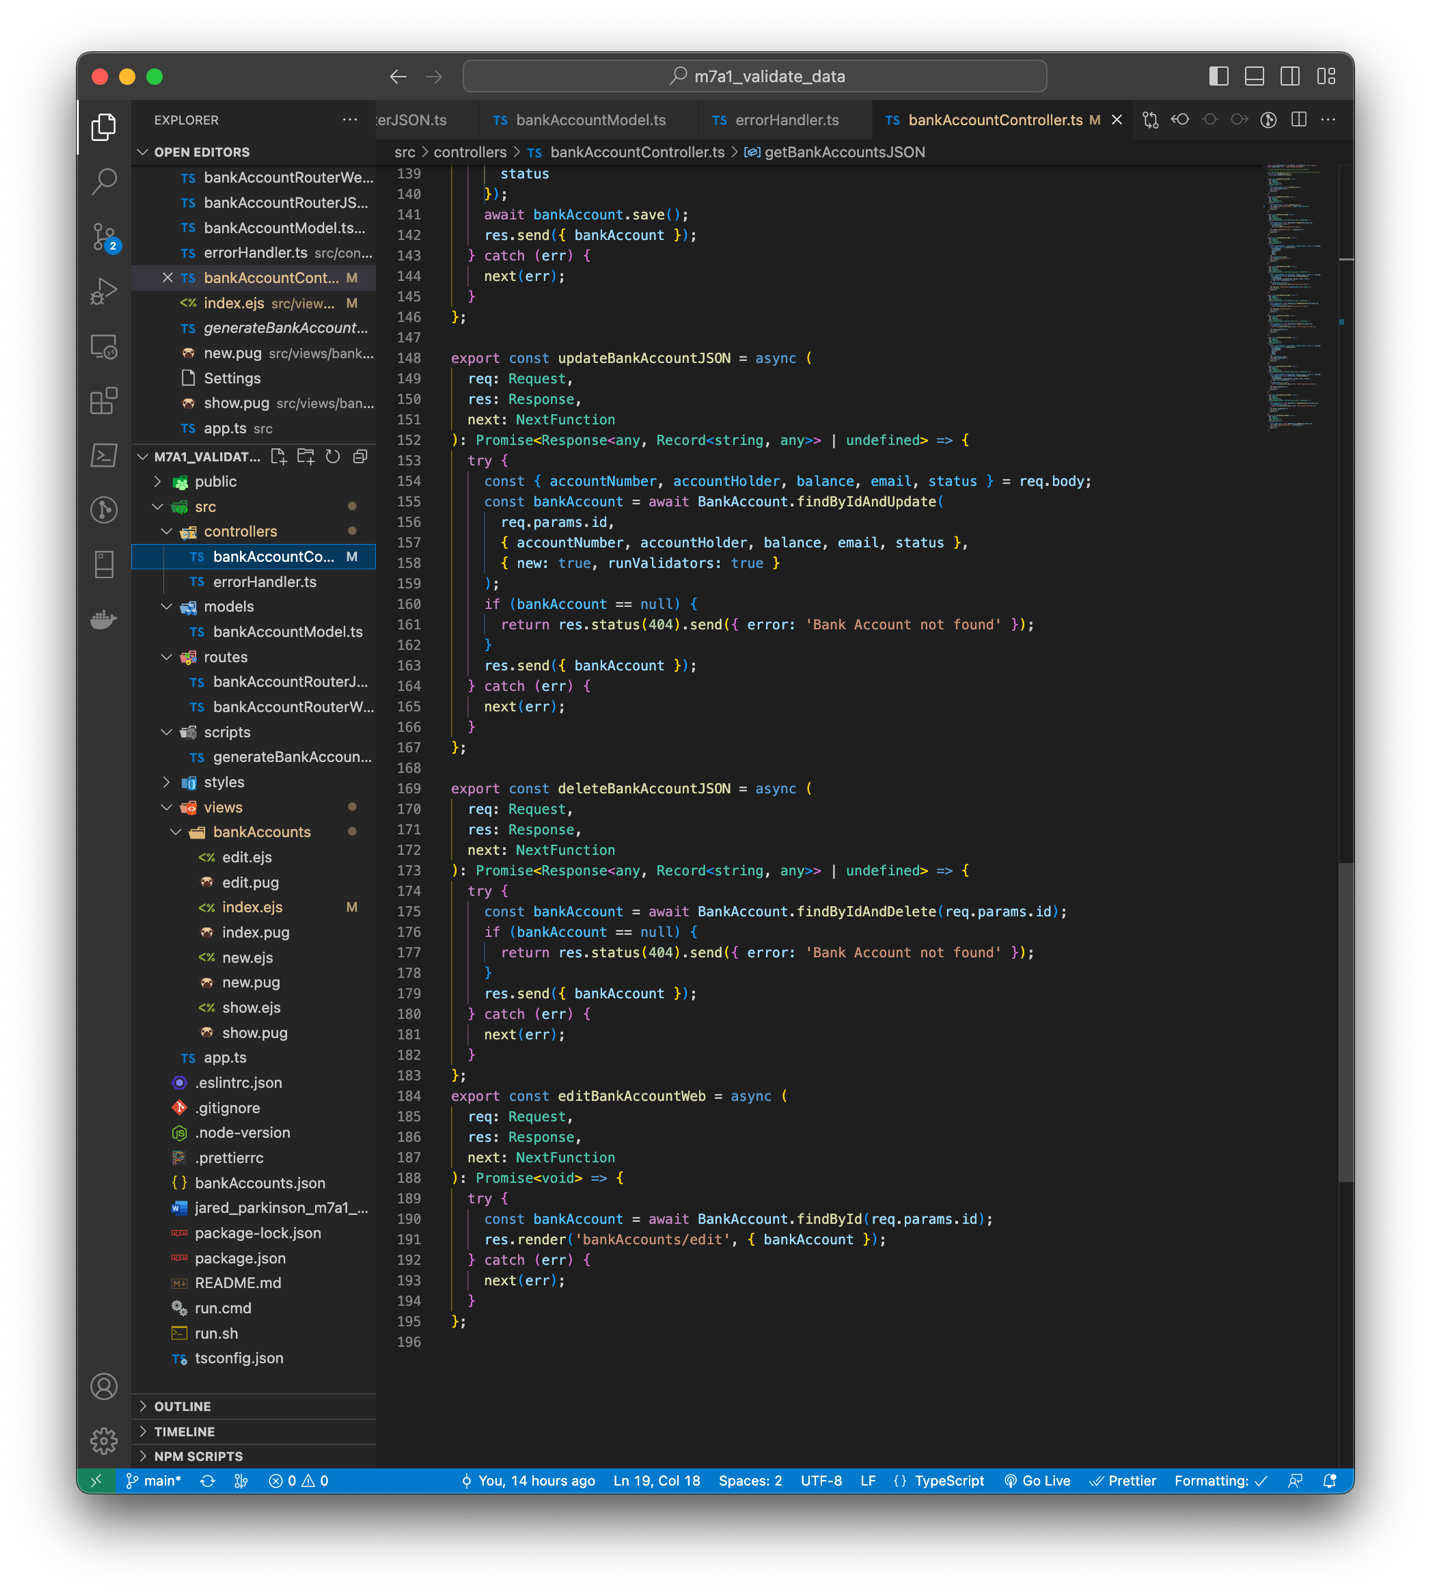 m7a1_validate_data
EXPLORER
erJSON.ts
TS bankAccountModel.ts
TS errorHandler.ts
TS bankAccountController.ts M
src > controllers > TS bankAccountController.ts > getBankAccountsJSON
OPEN EDITORS
TS bankAccountRouterWe...
TS bankAccountRouterJS...
TS bankAccountModel.ts...
TS errorHandler.ts src/con...
TS bankAccountCont... M
<% index.ejs src/view... M
TS generateBankAccount...
new.pug src/views/bank...
Settings
show.pug src/views/ban...
TS app.ts src
2
M7A1_VALIDAT...
public
src
controllers
TS bankAccountCo... M
TS errorHandler.ts
models
TS bankAccountModel.ts
routes
TS bankAccountRouterJ...
TS bankAccountRouterW...
scripts
TS generateBankAccoun...
styles
views
bankAccounts
<% edit.ejs
edit.pug
<% index.ejs M
index.pug
<% new.ejs
new.pug
<% show.ejs
show.pug
TS app.ts
.eslintrc.json
.gitignore
.node-version
.prettierrc
{} bankAccounts.json
jared_parkinson_m7a1_...
package-lock.json
package.json
README.md
run.cmd
run.sh
TS tsconfig.json
OUTLINE
TIMELINE
NPM SCRIPTS
139 status
140 });
141 await bankAccount.save();
142 res.send({ bankAccount });
143 } catch (err) {
144 next(err);
145 }
146 };
147
148 export const updateBankAccountJSON = async (
149 req: Request,
150 res: Response,
151 next: NextFunction
152 ): Promise<Response<any, Record<string, any>> | undefined> => {
153 try {
154 const { accountNumber, accountHolder, balance, email, status } = req.body;
155 const bankAccount = await BankAccount.findByIdAndUpdate(
156 req.params.id,
157 { accountNumber, accountHolder, balance, email, status },
158 { new: true, runValidators: true }
159 );
160 if (bankAccount == null) {
161 return res.status(404).send({ error: 'Bank Account not found' });
162 }
163 res.send({ bankAccount });
164 } catch (err) {
165 next(err);
166 }
167 };
168
169 export const deleteBankAccountJSON = async (
170 req: Request,
171 res: Response,
172 next: NextFunction
173 ): Promise<Response<any, Record<string, any>> | undefined> => {
174 try {
175 const bankAccount = await BankAccount.findByIdAndDelete(req.params.id);
176 if (bankAccount == null) {
177 return res.status(404).send({ error: 'Bank Account not found' });
178 }
179 res.send({ bankAccount });
180 } catch (err) {
181 next(err);
182 }
183 };
184 export const editBankAccountWeb = async (
185 req: Request,
186 res: Response,
187 next: NextFunction
188 ): Promise<void> => {
189 try {
190 const bankAccount = await BankAccount.findById(req.params.id);
191 res.render('bankAccounts/edit', { bankAccount });
192 } catch (err) {
193 next(err);
194 }
195 };
196
main* 0 0 You, 14 hours ago Ln 19, Col 18 Spaces: 2 UTF-8 LF {} TypeScript Go Live Prettier Formatting: ✓